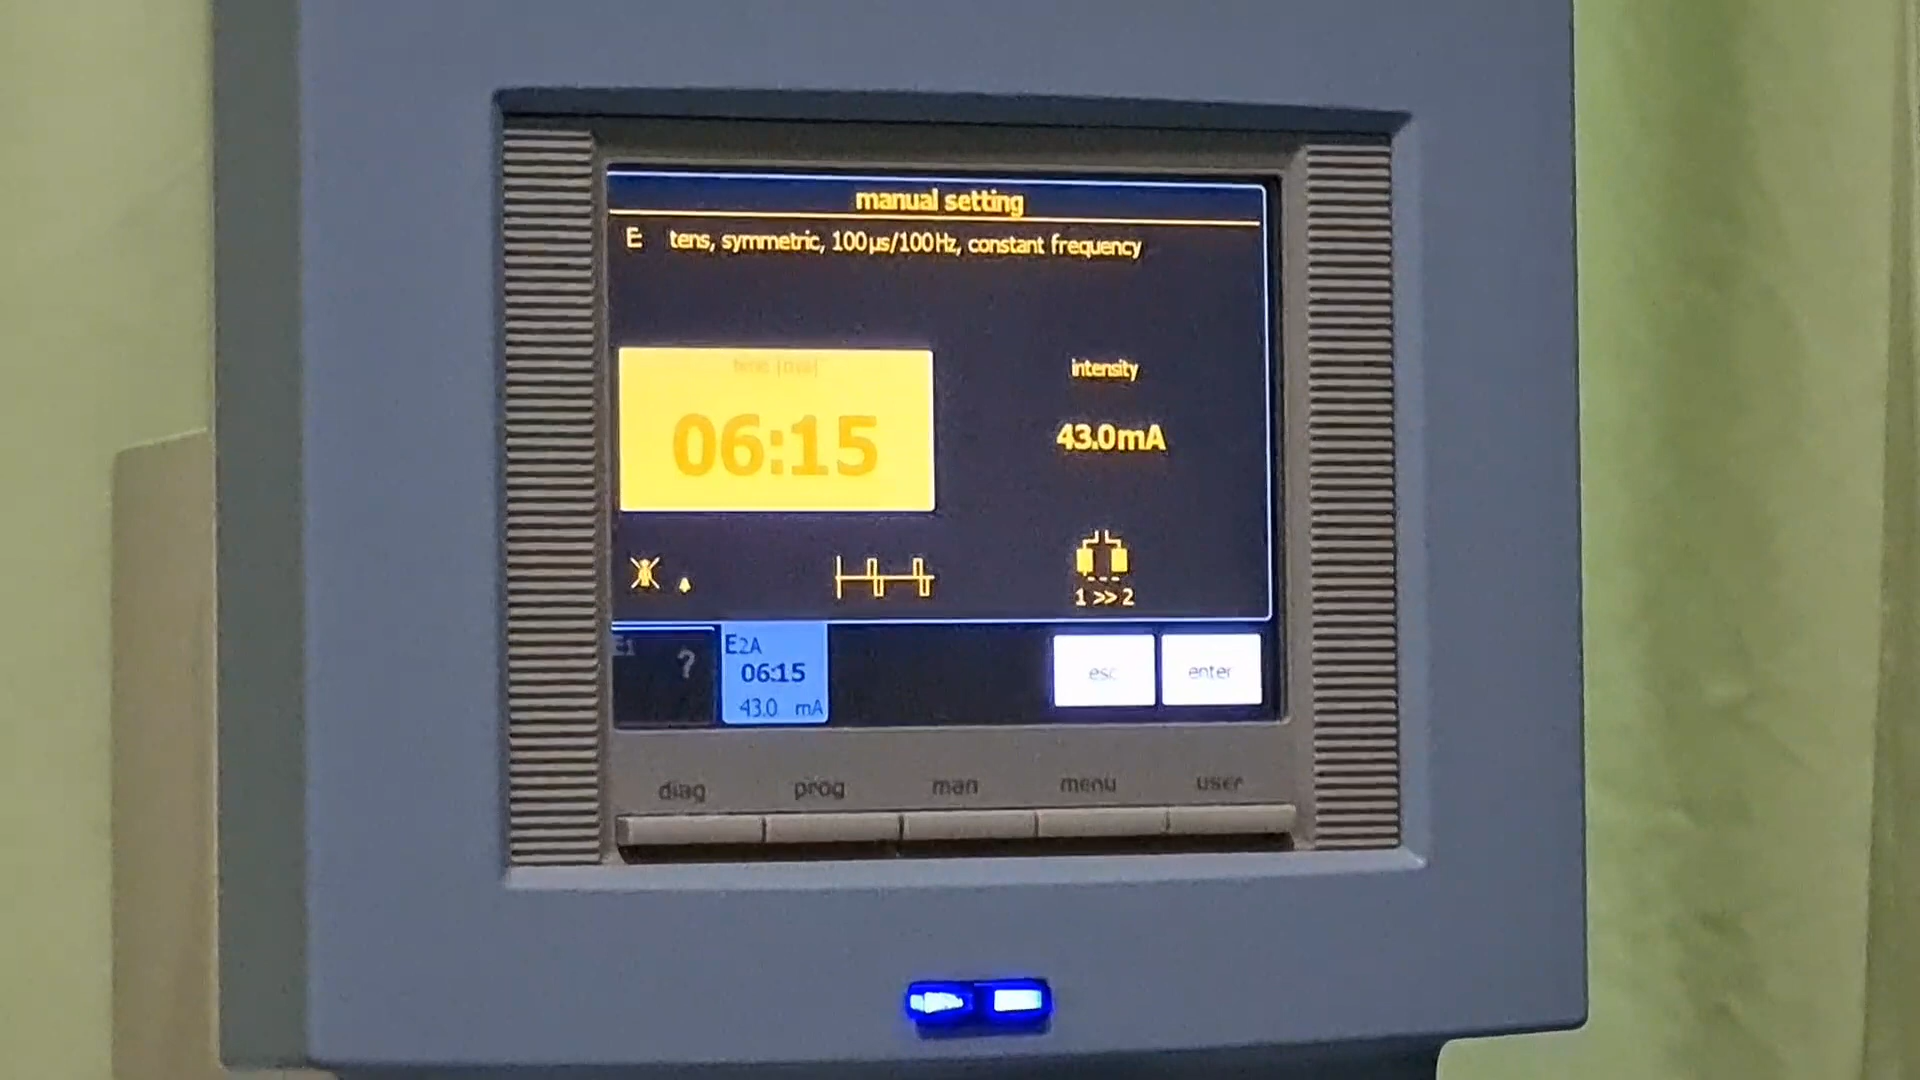 manual setting
E tens, symmetric, 100µs/100Hz, constant frequency
intensity
06:15
43.0mA
1 >> 2
E1 ?
E2A
06:15
43.0 mA
esc
enter
diag prog man menu user